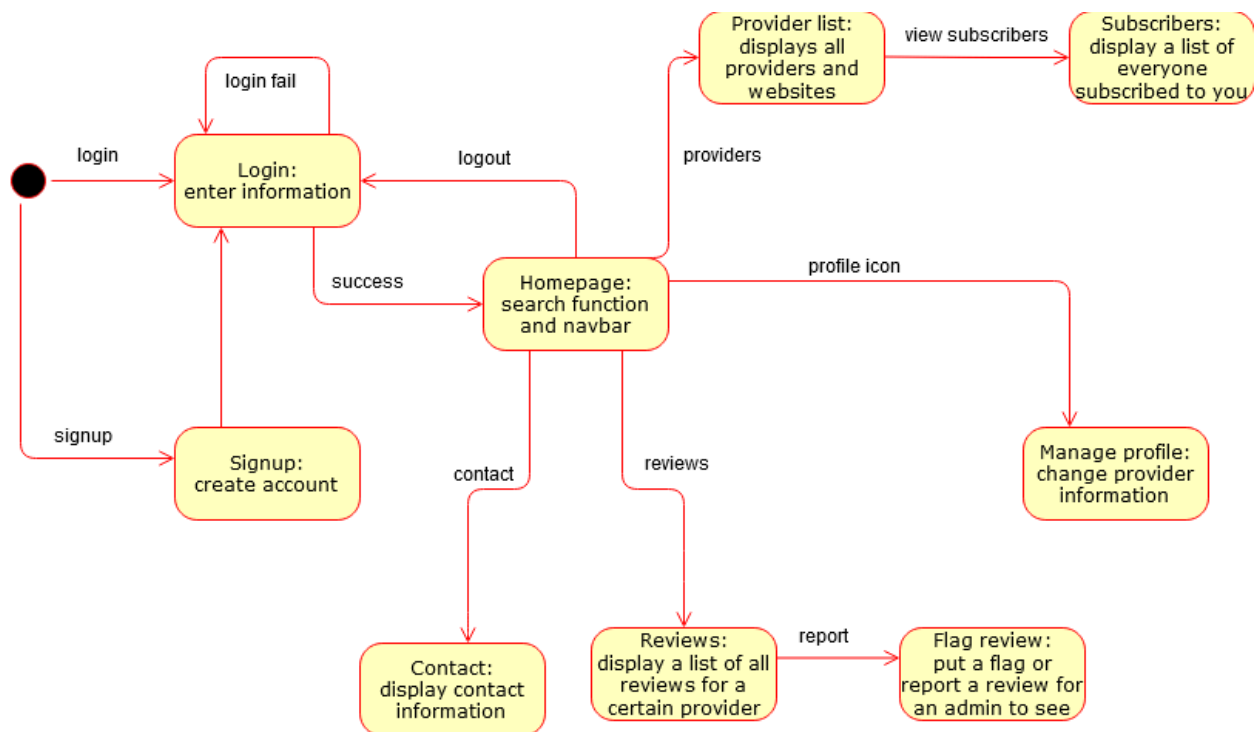 Provider list:
displays all
providers and
websites
view subscribers
Subscribers:
display a list of
everyone
subscribed to you
login fail
login
Login:
enter information
logout
providers
success
Homepage:
search function
and navbar
profile icon
signup
Signup:
create account
contact
reviews
Manage profile:
change provider
information
Contact:
display contact
information
Reviews:
display a list of all
reviews for a
certain provider
report
Flag review:
put a flag or
report a review for
an admin to see